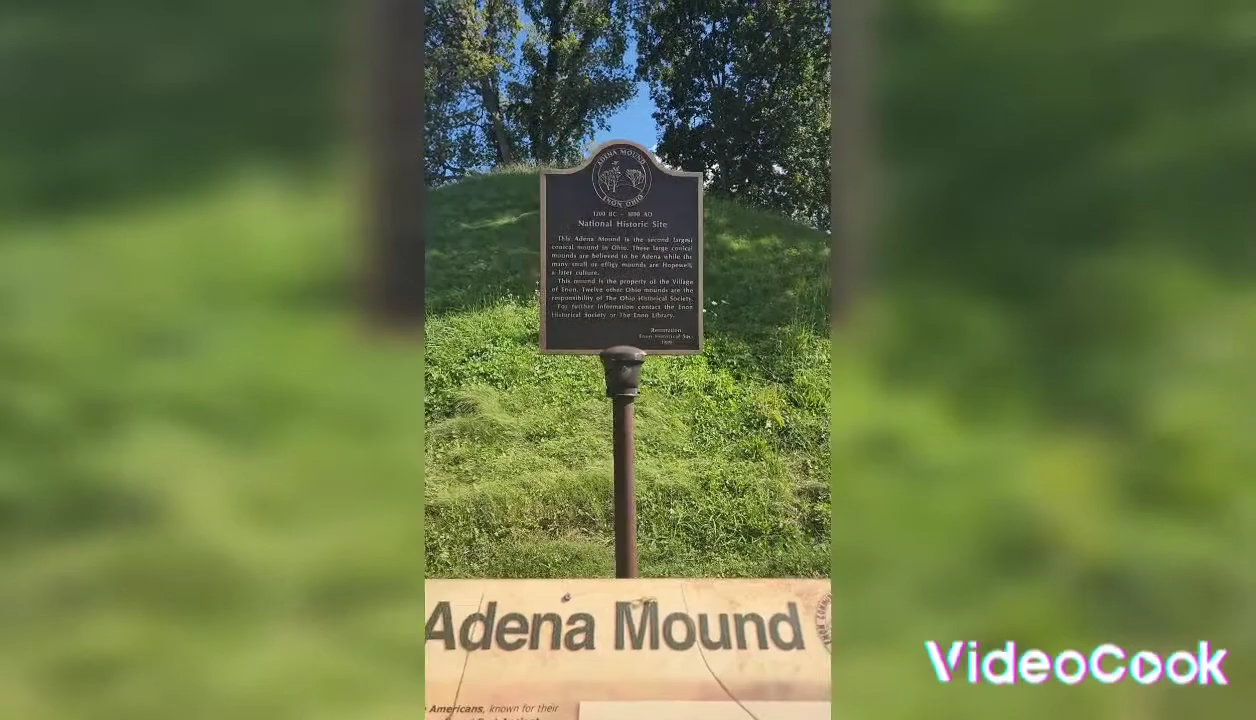 ADENA MOUND
ENON OHIO
National Historic Site
This Adena Mound is the second largest
conical mound in Ohio. These large conical
mounds are believed to be Adena while the
many small or effigy mounds are Hopewell,
a later culture.
This mound is the property of the Village
of Enon. Twelve other Ohio mounds are the
responsibility of The Ohio Historical Society.
For further information contact the Enon
Historical Society or The Enon Library.
Restoration
Enon Historical Soc.
Adena Mound
Americans, known for their
VideoCook